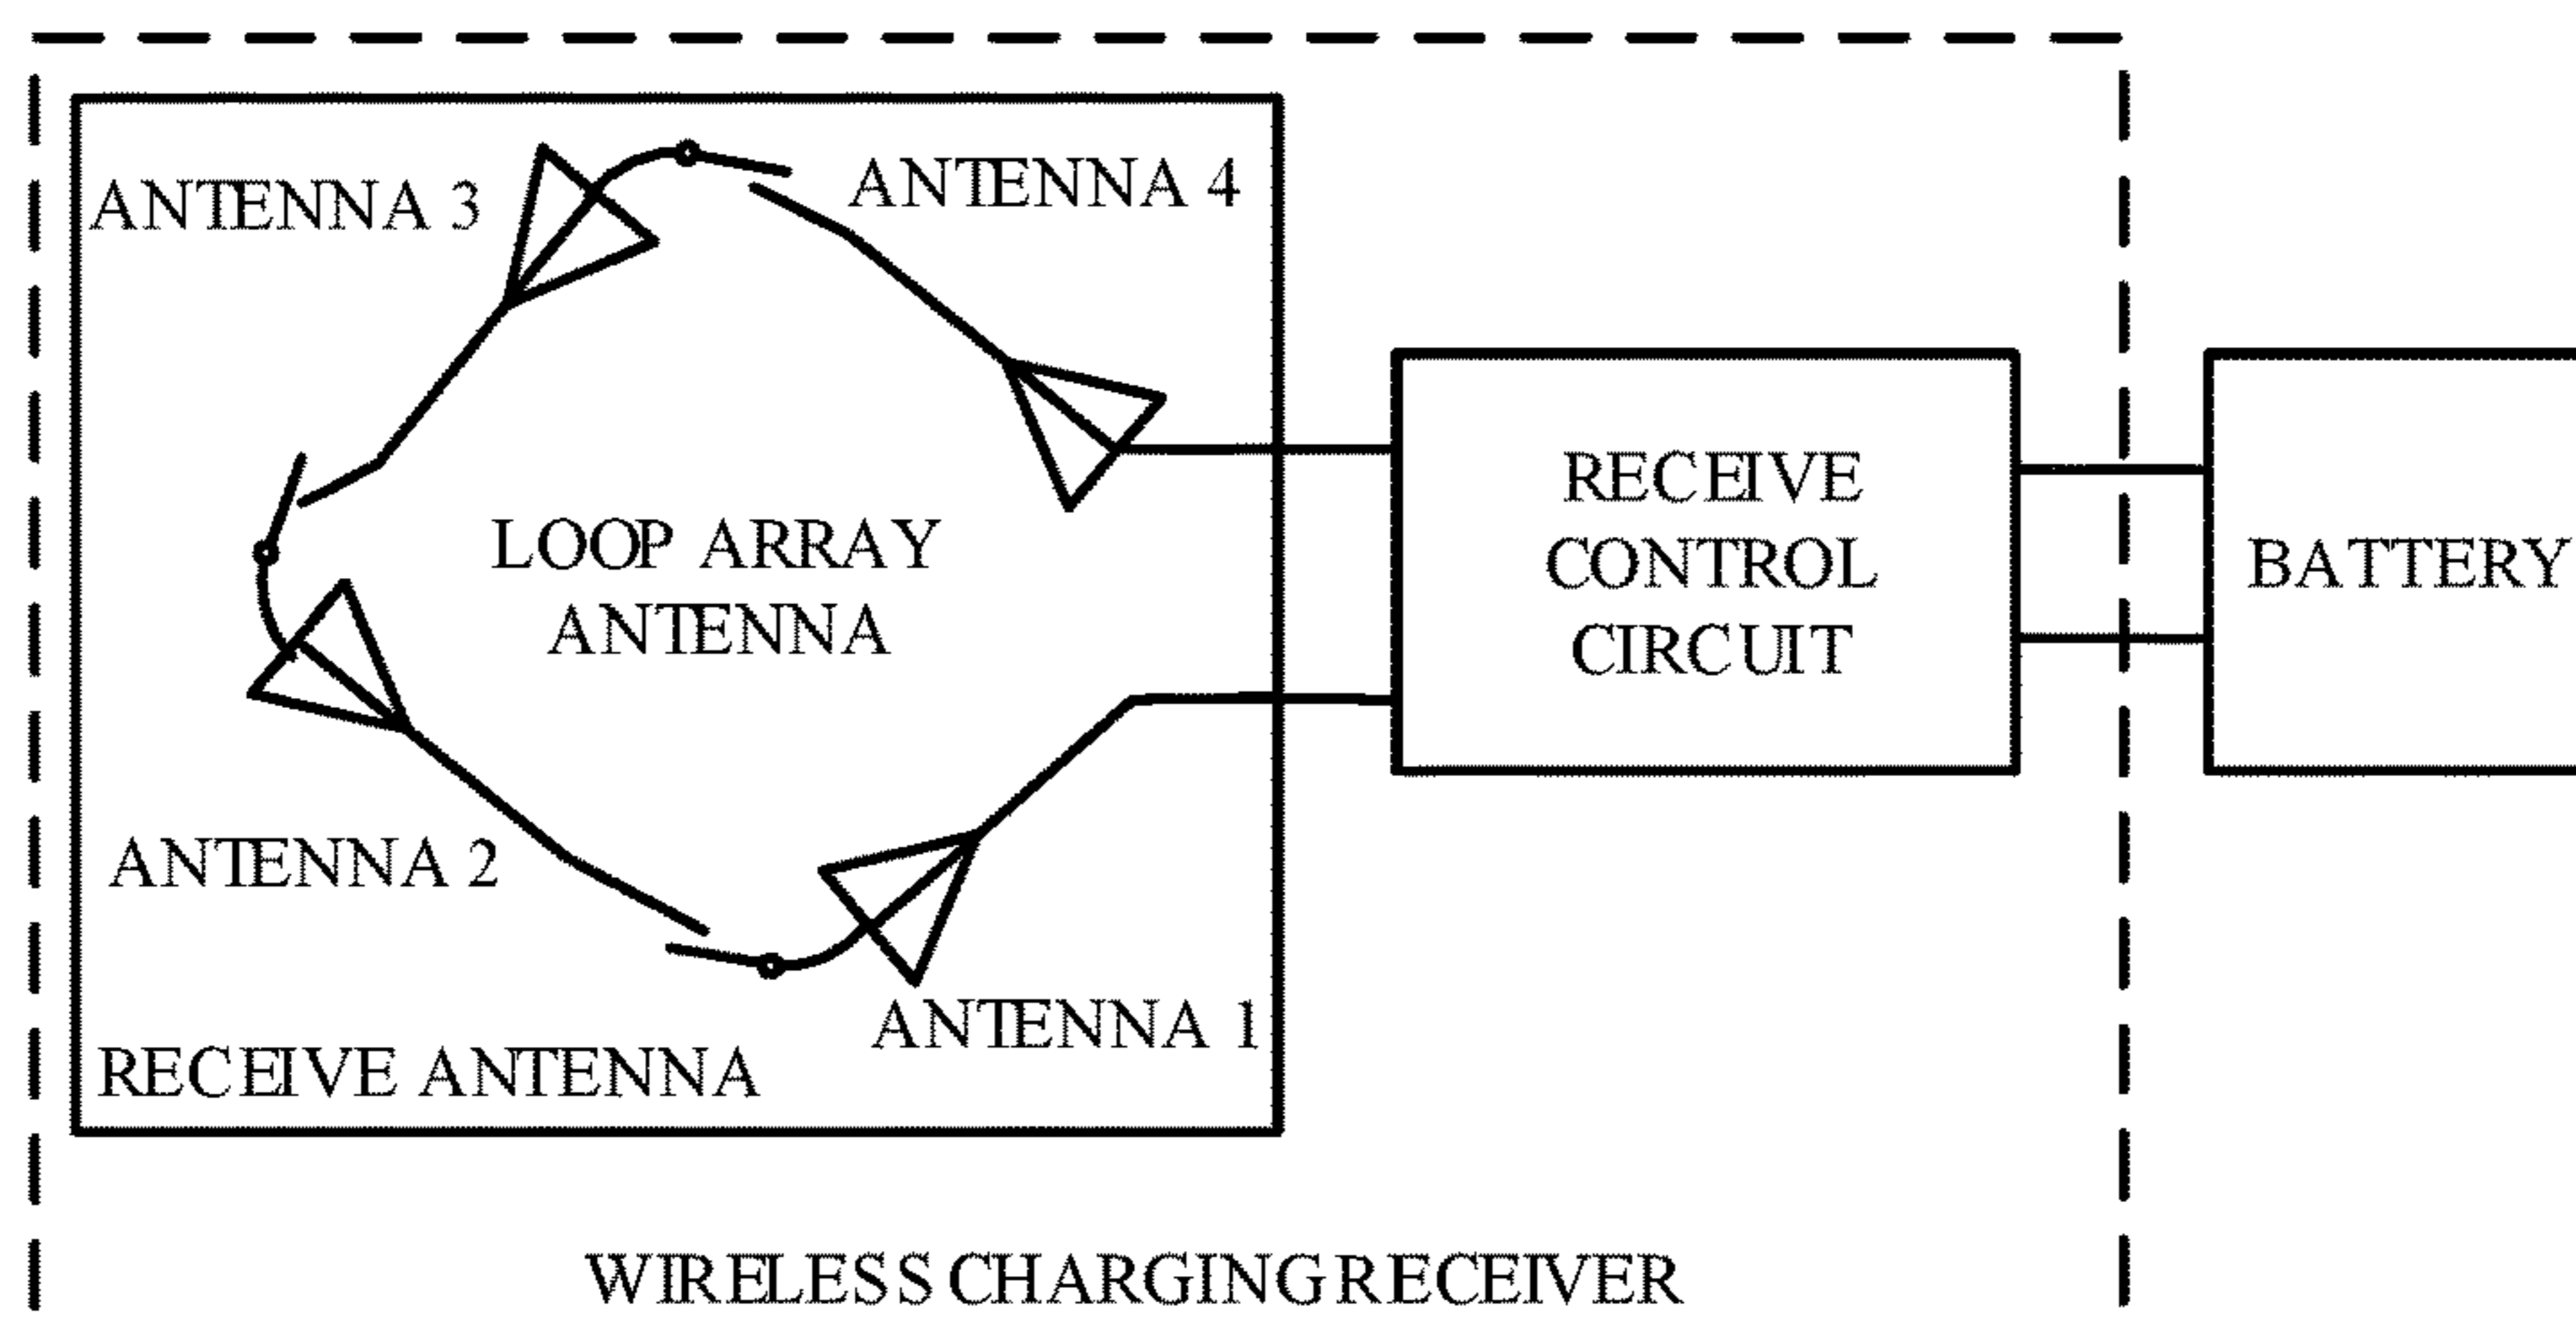 ANTENNA 3
ANTENNA 4
LOOP ARRAY
ANTENNA
RECEIVE
CONTROL
CIRCUIT
BATTERY
ANTENNA 2
ANTENNA 1
RECEIVE ANTENNA
WIRELESS CHARGING RECEIVER